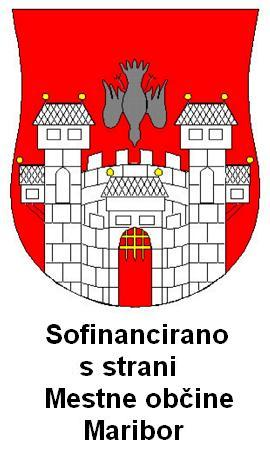 Sofinancirano
s strani
Mestne občine
Maribor